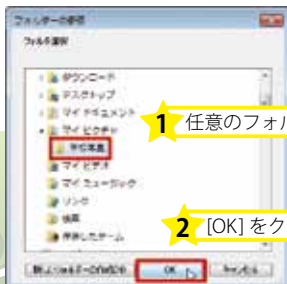 フォルダーの参照
フォルダを選択
ダウンロード
デスクトップ
マイ ドキュメント
マイ ピクチャ
マイ ビデオ
マイ ミュージック
リンク
検索
保存したゲーム
1 任意のフォル
2 [OK] をク
OK
キャンセル